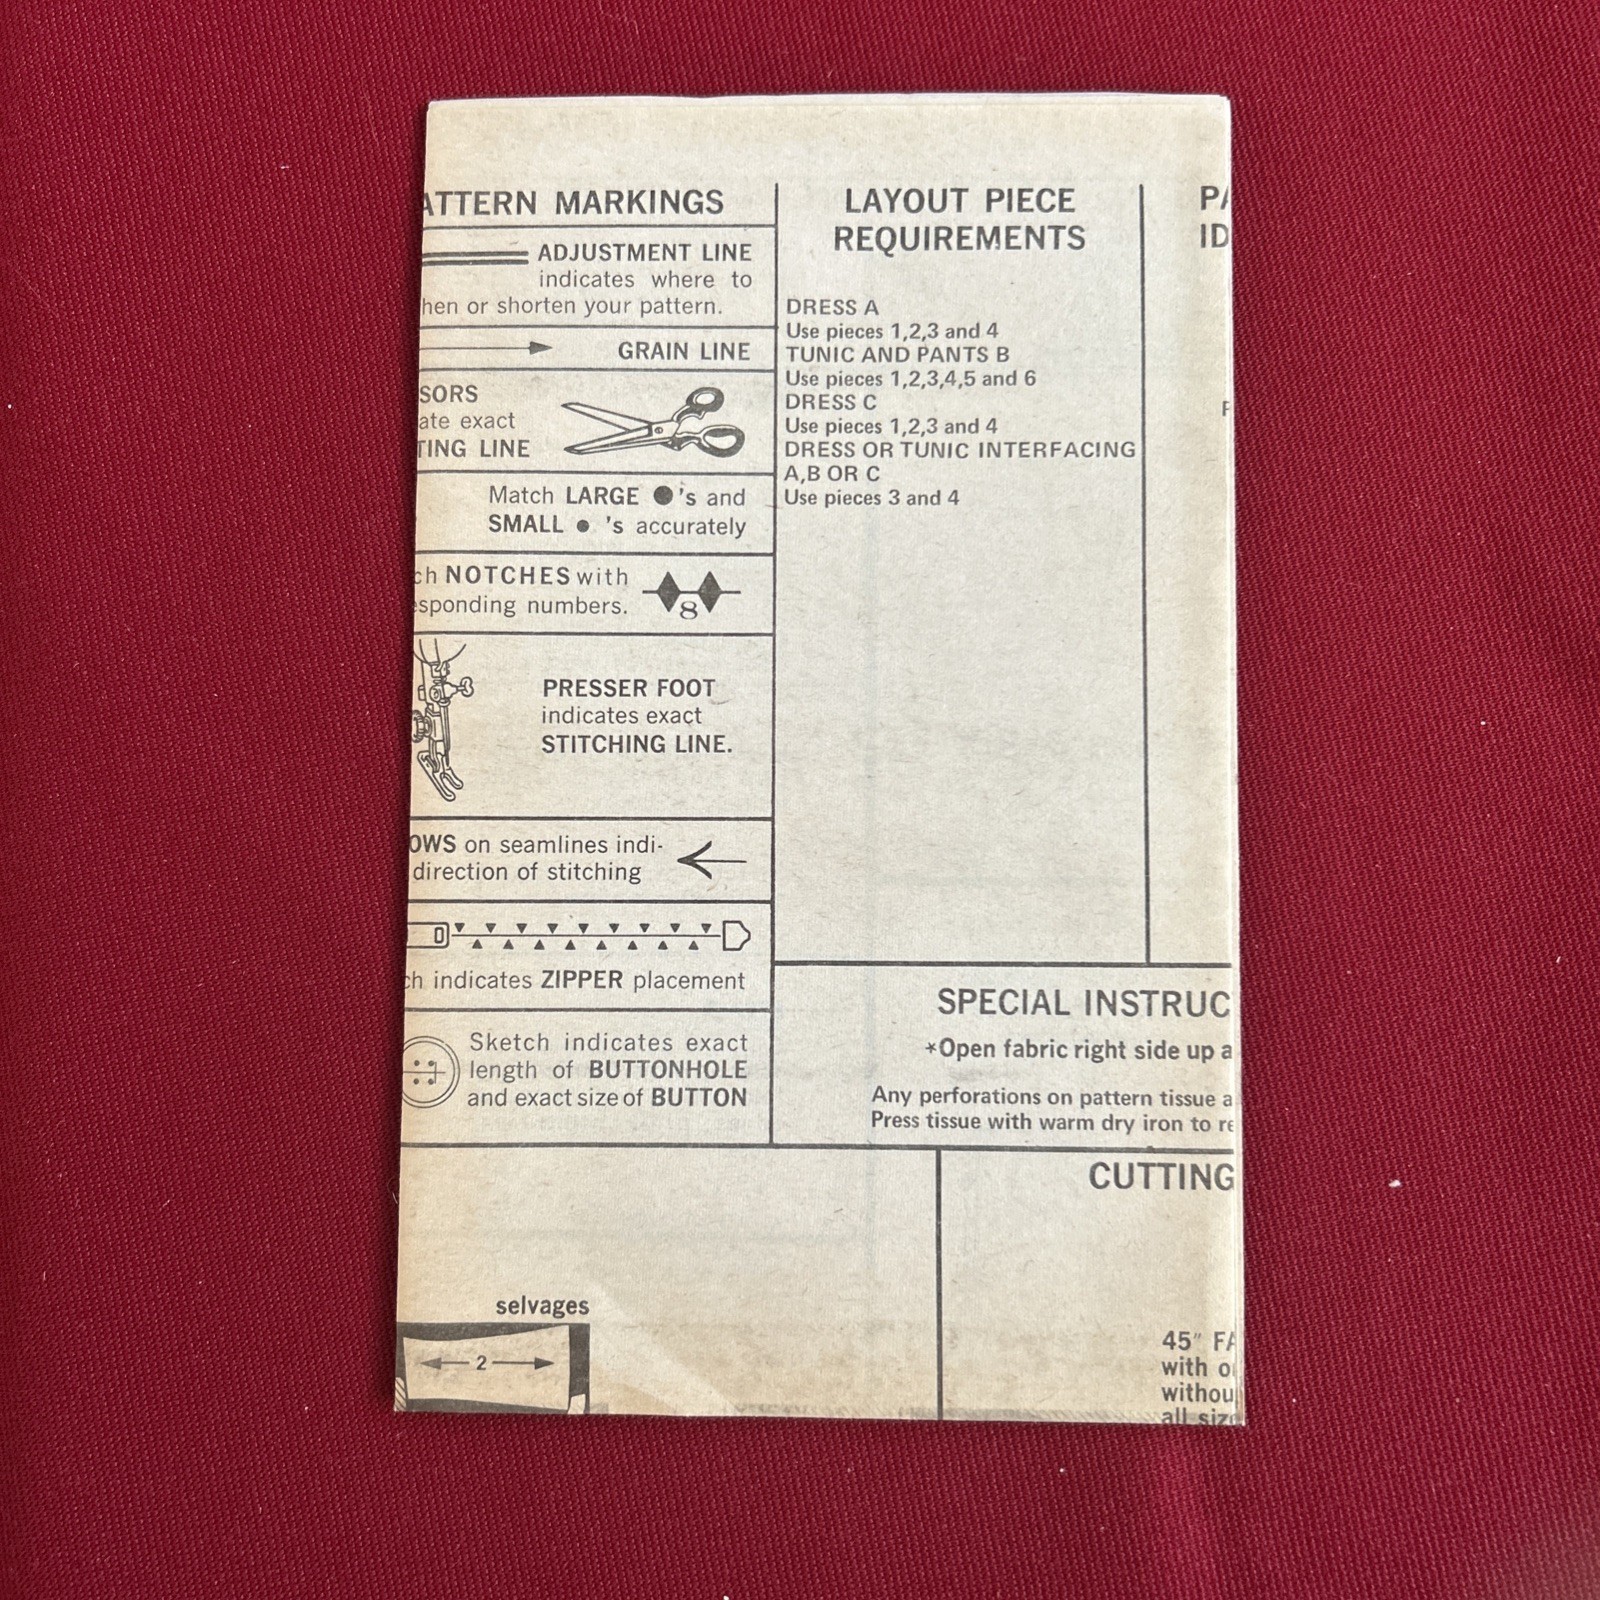 ATTERN MARKINGS
ADJUSTMENT LINE
indicates where to
hen or shorten your pattern.
GRAIN LINE
SORS
ate exact
TING LINE
Match LARGE ●'s and
SMALL ● 's accurately
ch NOTCHES with
esponding numbers.
8
PRESSER FOOT
indicates exact
STITCHING LINE.
OWS on seamlines indi-
direction of stitching
ch indicates ZIPPER placement
Sketch indicates exact
length of BUTTONHOLE
and exact size of BUTTON
LAYOUT PIECE
REQUIREMENTS
DRESS A
Use pieces 1,2,3 and 4
TUNIC AND PANTS B
Use pieces 1,2,3,4,5 and 6
DRESS C
Use pieces 1,2,3 and 4
DRESS OR TUNIC INTERFACING
A,B OR C
Use pieces 3 and 4
PA
ID
SPECIAL INSTRUC
*Open fabric right side up a
Any perforations on pattern tissue a
Press tissue with warm dry iron to re
selvages
2
CUTTING
45" FA
with o
withou
all size